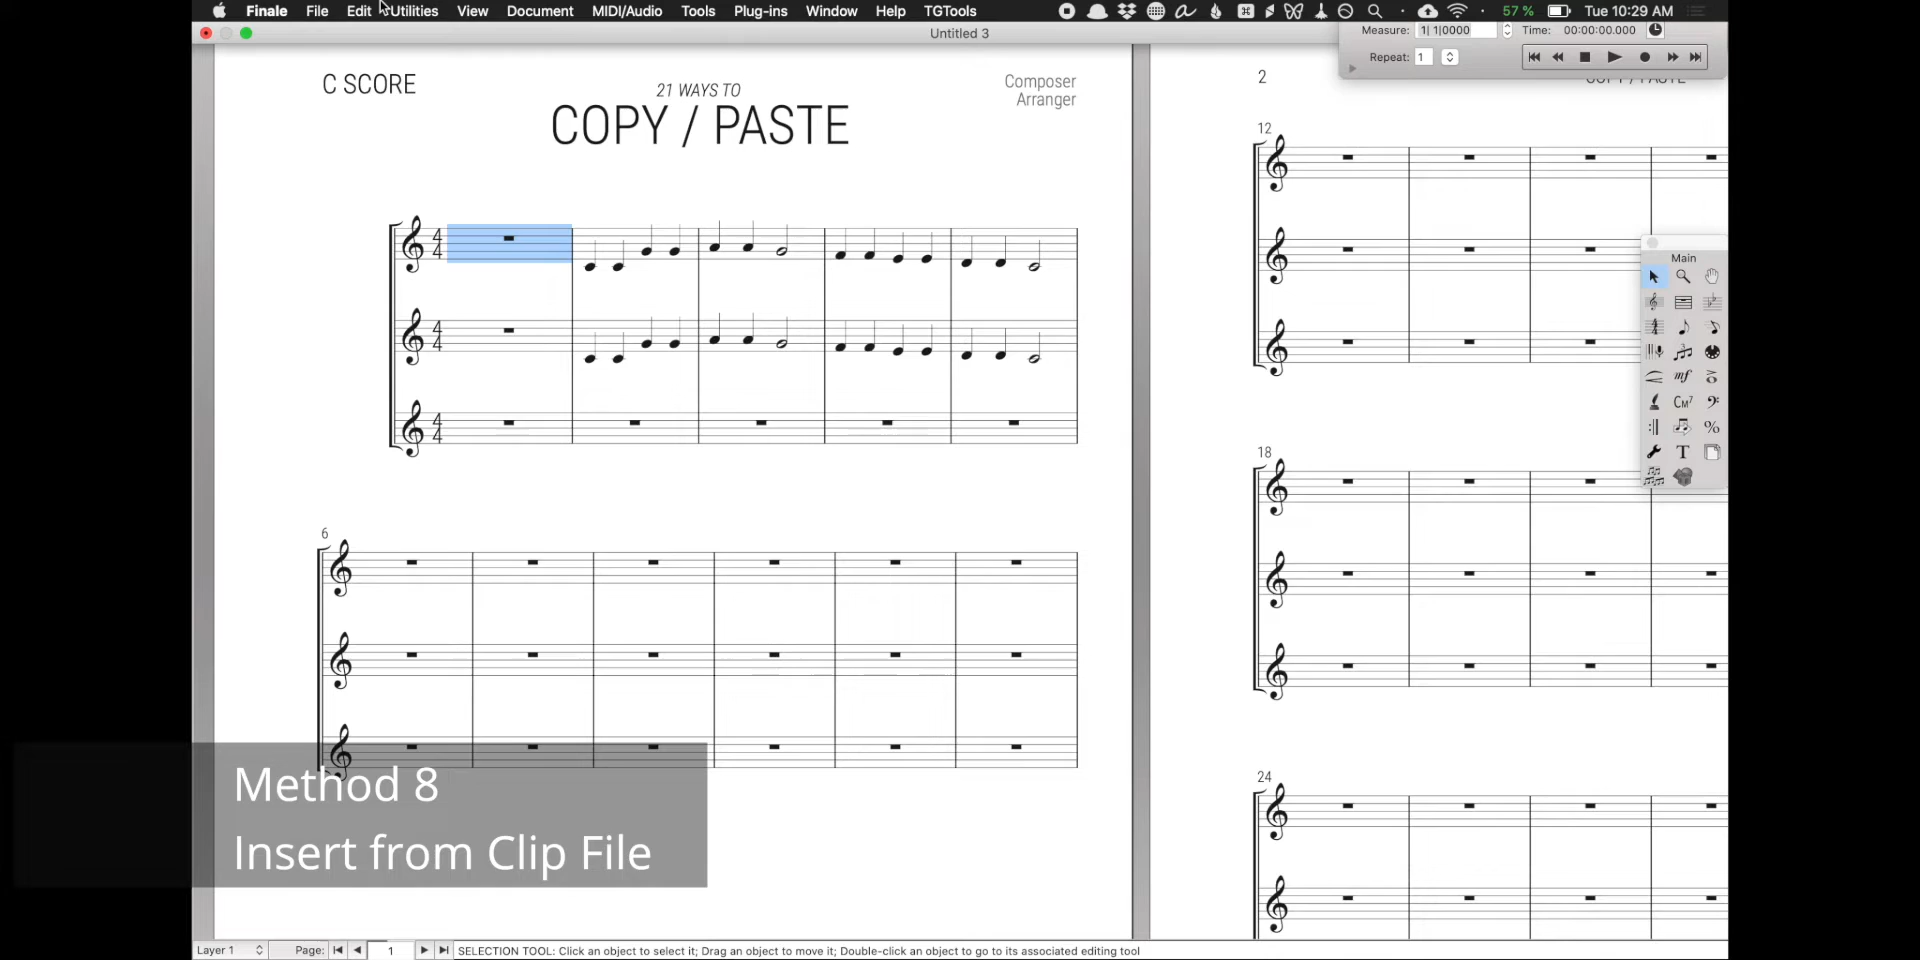 Finale File Edit Utilities View Document MIDI/Audio Tools Plug-ins Window Help TGTools 57 % Tue 10:29 AM
Untitled 3
Measure: 1| 1|0000 Time: 00:00:00.000
Repeat: 1
C SCORE
21 WAYS TO
COPY / PASTE
Composer
Arranger
2
COPY / PASTE
12
Main
mf
CM7
%
T
18
6
24
Method 8
Insert from Clip File
Layer 1 Page: 1 SELECTION TOOL: Click an object to select it; Drag an object to move it; Double-click an object to go to its associated editing tool